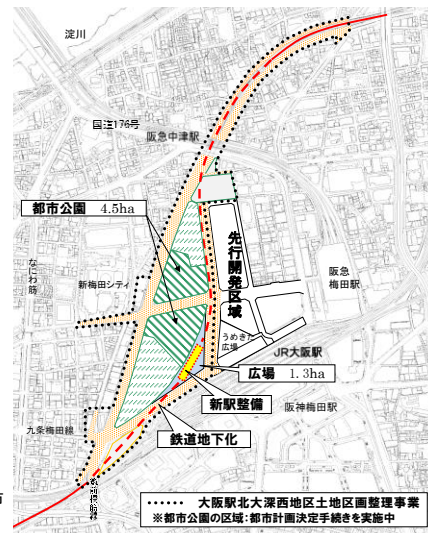 淀川
国道176号
阪急中津駅
都市公園 4.5ha
先行開発区域
なにわ筋
新梅田シティ
阪急
梅田駅
うめきた
広場
JR大阪駅
広場 1.3ha
新駅整備
阪神梅田駅
九条梅田線
鉄道地下化
大阪駅北大深西地区土地区画整理事業
※都市公園の区域：都市計画決定手続きを実施中